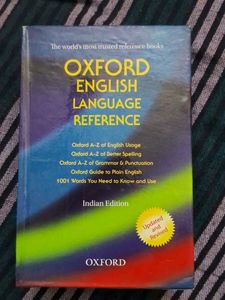 The world's most trusted reference books
OXFORD
ENGLISH
LANGUAGE
REFERENCE
Oxford A-Z of English Usage
Oxford A-Z of Better Spelling
Oxford A-Z of Grammar & Punctuation
Oxford Guide to Plain English
1001 Words You Need to Know and Use
Indian Edition
Updated and
Revised
OXFORD